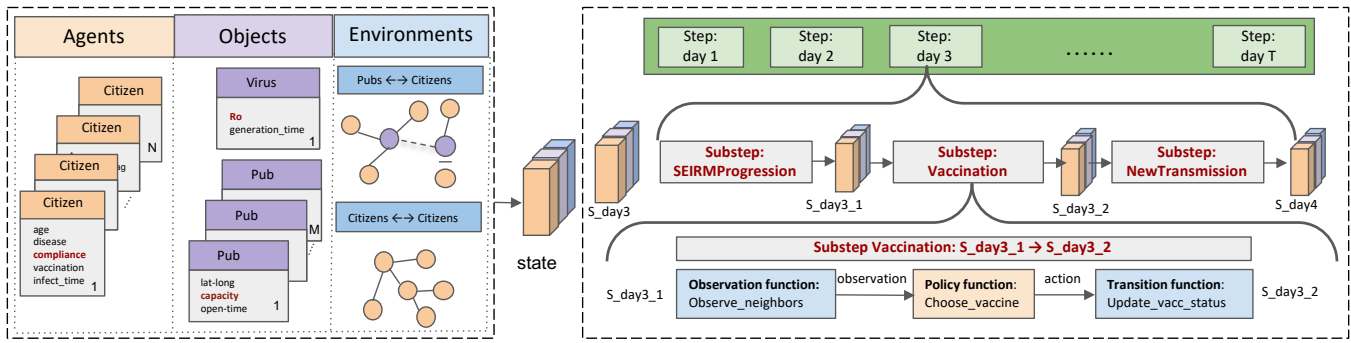 Agents
Objects
Environments
Citizen
Citizen
N
ag
Citizen
Citizen
age
disease
compliance
vaccination
infect_time
1
Virus
Ro
generation_time
1
Pub
Pub
M
Pub
lat-long
capacity
open-time
1
Pubs ←→ Citizens
Citizens ←→ Citizens
state
Step:
day 1
Step:
day 2
Step:
day 3
......
Step:
day T
S_day3
Substep:
SEIRMProgression
S_day3_1
Substep:
Vaccination
S_day3_2
Substep:
NewTransmission
S_day4
Substep Vaccination: S_day3_1 → S_day3_2
S_day3_1
Observation function:
Observe_neighbors
observation
Policy function:
Choose_vaccine
action
Transition function:
Update_vacc_status
S_day3_2